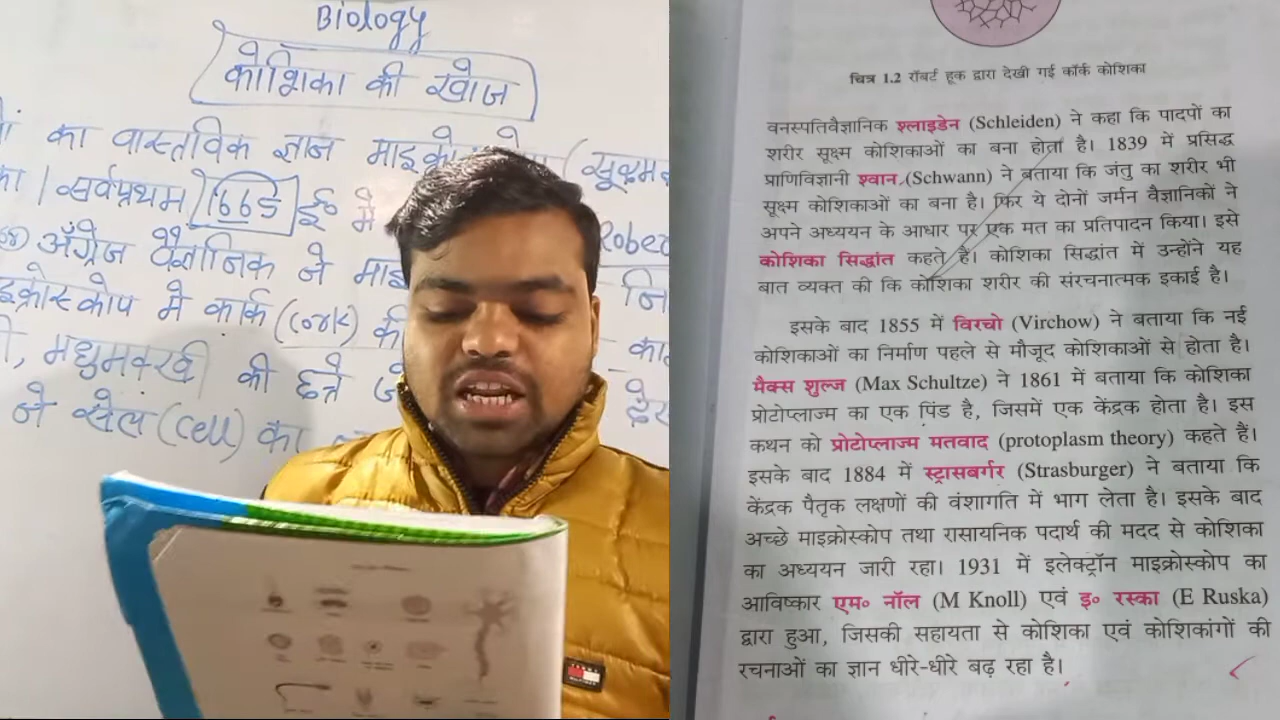 Biology
कोशिका की खोज
का वास्तविक ज्ञान
सर्वप्रथम 1665 ई० में
अँग्रेज वैज्ञानिक ने
में कार्क (Cork) की
मधुमक्खी की छत्ते
ने सेल (Cell) का
चित्र 1.2 रॉबर्ट हूक द्वारा देखी गई कॉर्क कोशिका
वनस्पतिवैज्ञानिक श्लाइडेन (Schleiden) ने कहा कि पादपों का
शरीर सूक्ष्म कोशिकाओं का बना होता है। 1839 में प्रसिद्ध
प्राणिविज्ञानी श्वान (Schwann) ने बताया कि जंतु का शरीर भी
सूक्ष्म कोशिकाओं का बना है। फिर ये दोनों जर्मन वैज्ञानिकों ने
अपने अध्ययन के आधार पर एक मत का प्रतिपादन किया। इसे
कोशिका सिद्धांत कहते हैं। कोशिका सिद्धांत में उन्होंने यह
बात व्यक्त की कि कोशिका शरीर की संरचनात्मक इकाई है।
इसके बाद 1855 में विरचो (Virchow) ने बताया कि नई
कोशिकाओं का निर्माण पहले से मौजूद कोशिकाओं से होता है।
मैक्स शुल्ज (Max Schultze) ने 1861 में बताया कि कोशिका
प्रोटोप्लाज्म का एक पिंड है, जिसमें एक केंद्रक होता है। इस
कथन को प्रोटोप्लाज्म मतवाद (protoplasm theory) कहते हैं।
इसके बाद 1884 में स्ट्रासबर्गर (Strasburger) ने बताया कि
केंद्रक पैतृक लक्षणों की वंशागति में भाग लेता है। इसके बाद
अच्छे माइक्रोस्कोप तथा रासायनिक पदार्थ की मदद से कोशिका
का अध्ययन जारी रहा। 1931 में इलेक्ट्रॉन माइक्रोस्कोप का
आविष्कार एम० नॉल (M Knoll) एवं इ० रस्का (E Ruska)
द्वारा हुआ, जिसकी सहायता से कोशिका एवं कोशिकांगों की
रचनाओं का ज्ञान धीरे-धीरे बढ़ रहा है।